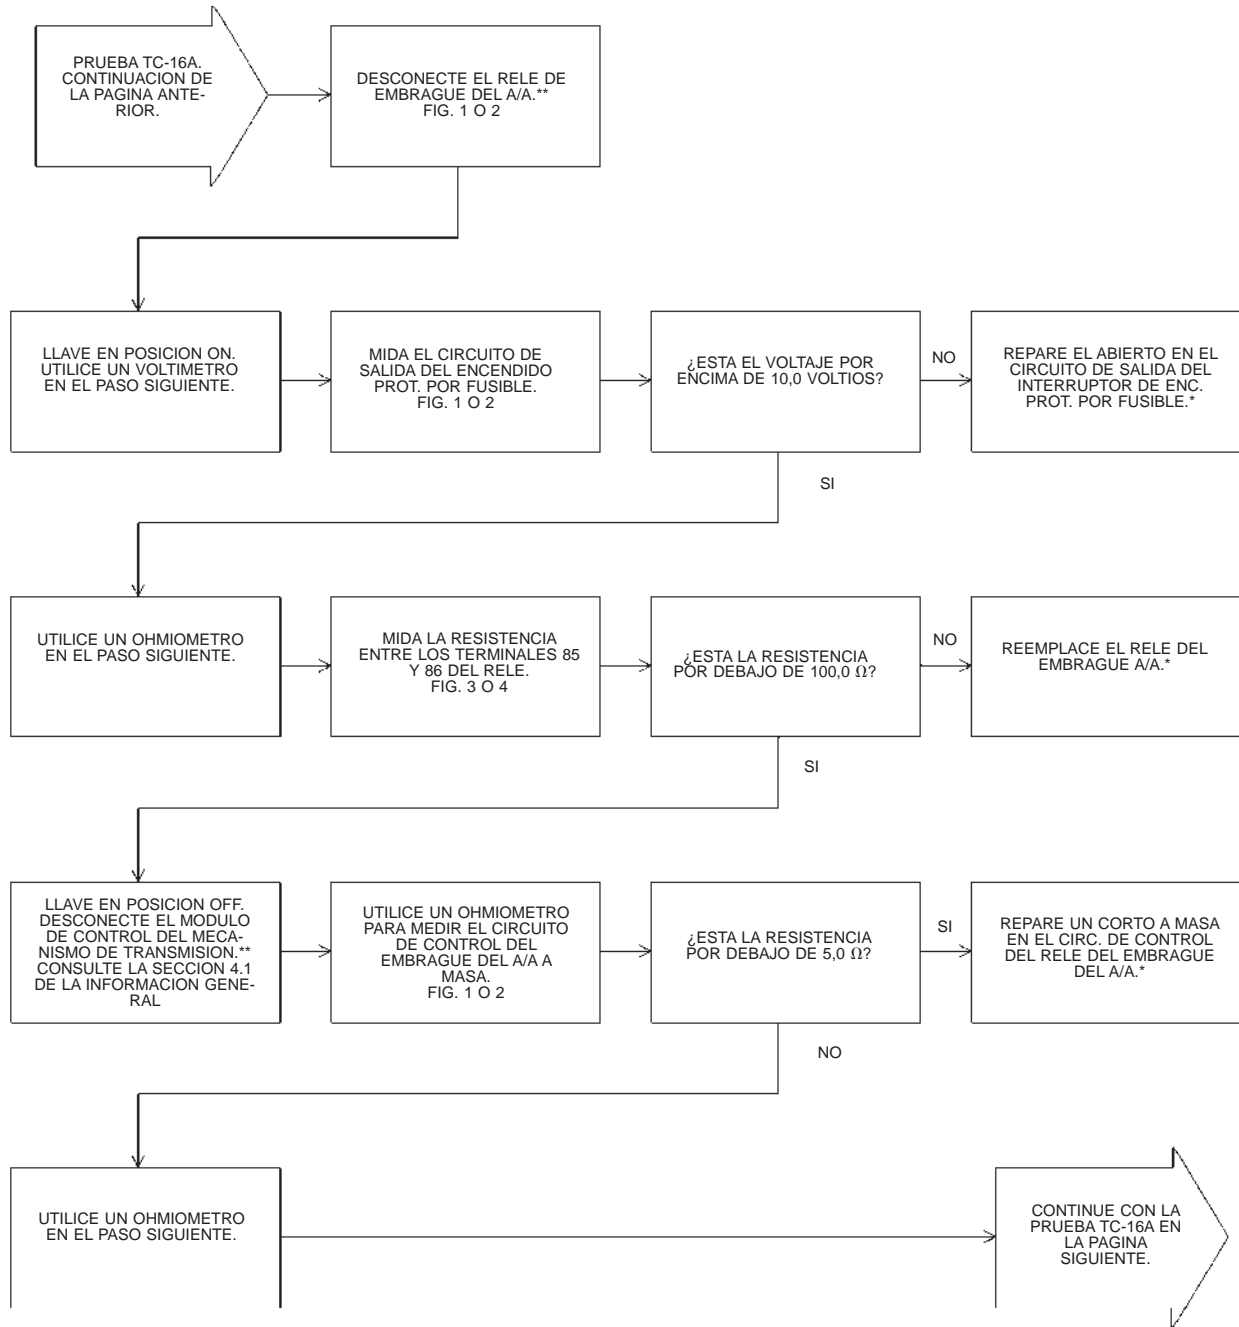 PRUEBA TC-16A.
CONTINUACION DE
LA PAGINA ANTE-
RIOR.
DESCONECTE EL RELE DE
EMBRAGUE DEL A/A.**
FIG. 1 O 2
LLAVE EN POSICION ON.
UTILICE UN VOLTIMETRO
EN EL PASO SIGUIENTE.
MIDA EL CIRCUITO DE
SALIDA DEL ENCENDIDO
PROT. POR FUSIBLE.
FIG. 1 O 2
¿ESTA EL VOLTAJE POR
ENCIMA DE 10,0 VOLTIOS?
NO
REPARE EL ABIERTO EN EL
CIRCUITO DE SALIDA DEL
INTERRUPTOR DE ENC.
PROT. POR FUSIBLE.*
SI
UTILICE UN OHMIOMETRO
EN EL PASO SIGUIENTE.
MIDA LA RESISTENCIA
ENTRE LOS TERMINALES 85
Y 86 DEL RELE.
FIG. 3 O 4
¿ESTA LA RESISTENCIA
POR DEBAJO DE 100,0 Ω?
NO
REEMPLACE EL RELE DEL
EMBRAGUE A/A.*
SI
LLAVE EN POSICION OFF.
DESCONECTE EL MODULO
DE CONTROL DEL MECA-
NISMO DE TRANSMISION.**
CONSULTE LA SECCION 4.1
DE LA INFORMACION GENE-
RAL
UTILICE UN OHMIOMETRO
PARA MEDIR EL CIRCUITO
DE CONTROL DEL
EMBRAGUE DEL A/A A
MASA.
FIG. 1 O 2
¿ESTA LA RESISTENCIA
POR DEBAJO DE 5,0 Ω?
SI
REPARE UN CORTO A MASA
EN EL CIRC. DE CONTROL
DEL RELE DEL EMBRAGUE
DEL A/A.*
NO
UTILICE UN OHMIOMETRO
EN EL PASO SIGUIENTE.
CONTINUE CON LA
PRUEBA TC-16A EN
LA PAGINA
SIGUIENTE.